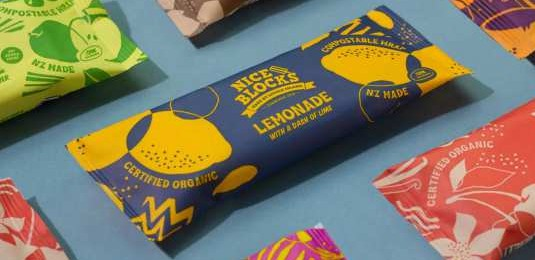 COMPOSTABLE WRAP
NZ MADE
NICE
BLOCKS
LEMONADE
WITH A DASH OF LIME
COMPOSTABLE WRAP
NZ MADE
CERTIFIED ORGANIC
CERTIFIED ORGANIC